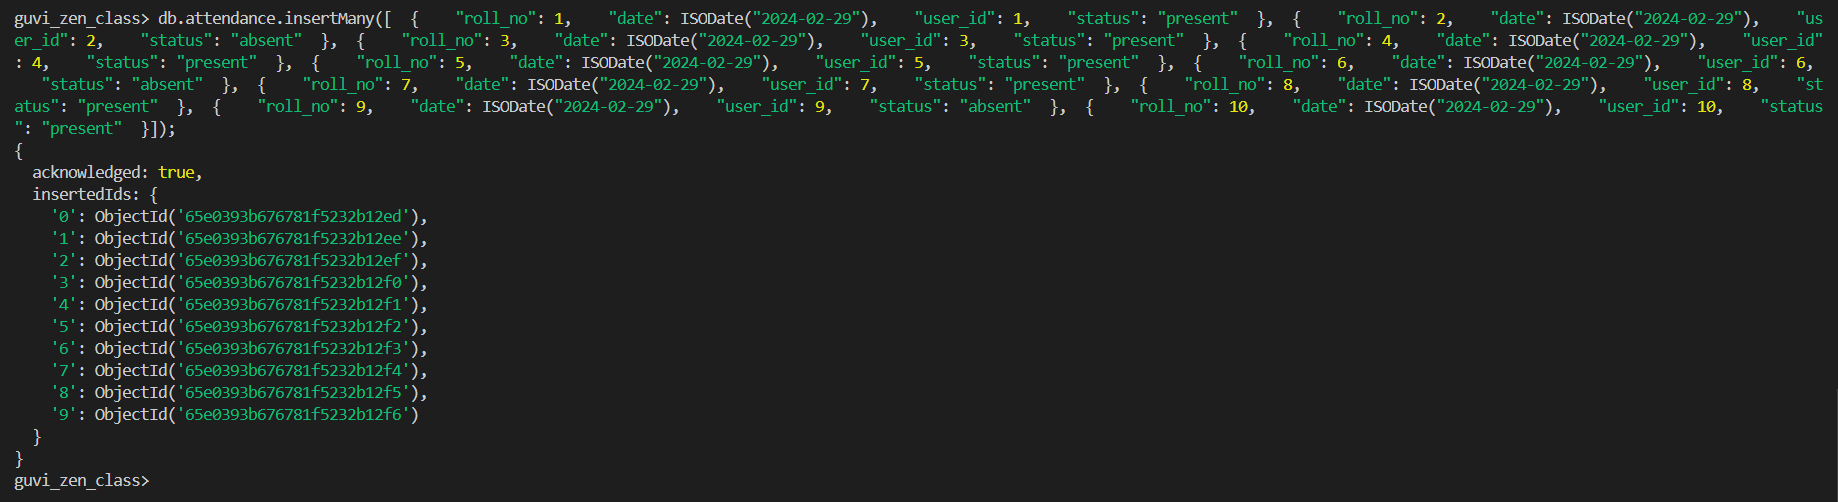 guvi_zen_class> db.attendance.insertMany([  {    "roll_no": 1,    "date": ISODate("2024-02-29"),    "user_id": 1,    "status": "present"  },  {    "roll_no": 2,    "date": ISODate("2024-02-29"),    "us
er_id": 2,    "status": "absent"  },  {    "roll_no": 3,    "date": ISODate("2024-02-29"),    "user_id": 3,    "status": "present"  },  {    "roll_no": 4,    "date": ISODate("2024-02-29"),    "user_id"
: 4,    "status": "present"  },  {    "roll_no": 5,    "date": ISODate("2024-02-29"),    "user_id": 5,    "status": "present"  },  {    "roll_no": 6,    "date": ISODate("2024-02-29"),    "user_id": 6,
    "status": "absent"  },  {    "roll_no": 7,    "date": ISODate("2024-02-29"),    "user_id": 7,    "status": "present"  },  {    "roll_no": 8,    "date": ISODate("2024-02-29"),    "user_id": 8,    "st
atus": "present"  },  {    "roll_no": 9,    "date": ISODate("2024-02-29"),    "user_id": 9,    "status": "absent"  },  {    "roll_no": 10,    "date": ISODate("2024-02-29"),    "user_id": 10,    "status
": "present"  }]);
{
  acknowledged: true,
  insertedIds: {
    '0': ObjectId('65e0393b676781f5232b12ed'),
    '1': ObjectId('65e0393b676781f5232b12ee'),
    '2': ObjectId('65e0393b676781f5232b12ef'),
    '3': ObjectId('65e0393b676781f5232b12f0'),
    '4': ObjectId('65e0393b676781f5232b12f1'),
    '5': ObjectId('65e0393b676781f5232b12f2'),
    '6': ObjectId('65e0393b676781f5232b12f3'),
    '7': ObjectId('65e0393b676781f5232b12f4'),
    '8': ObjectId('65e0393b676781f5232b12f5'),
    '9': ObjectId('65e0393b676781f5232b12f6')
  }
}
guvi_zen_class>